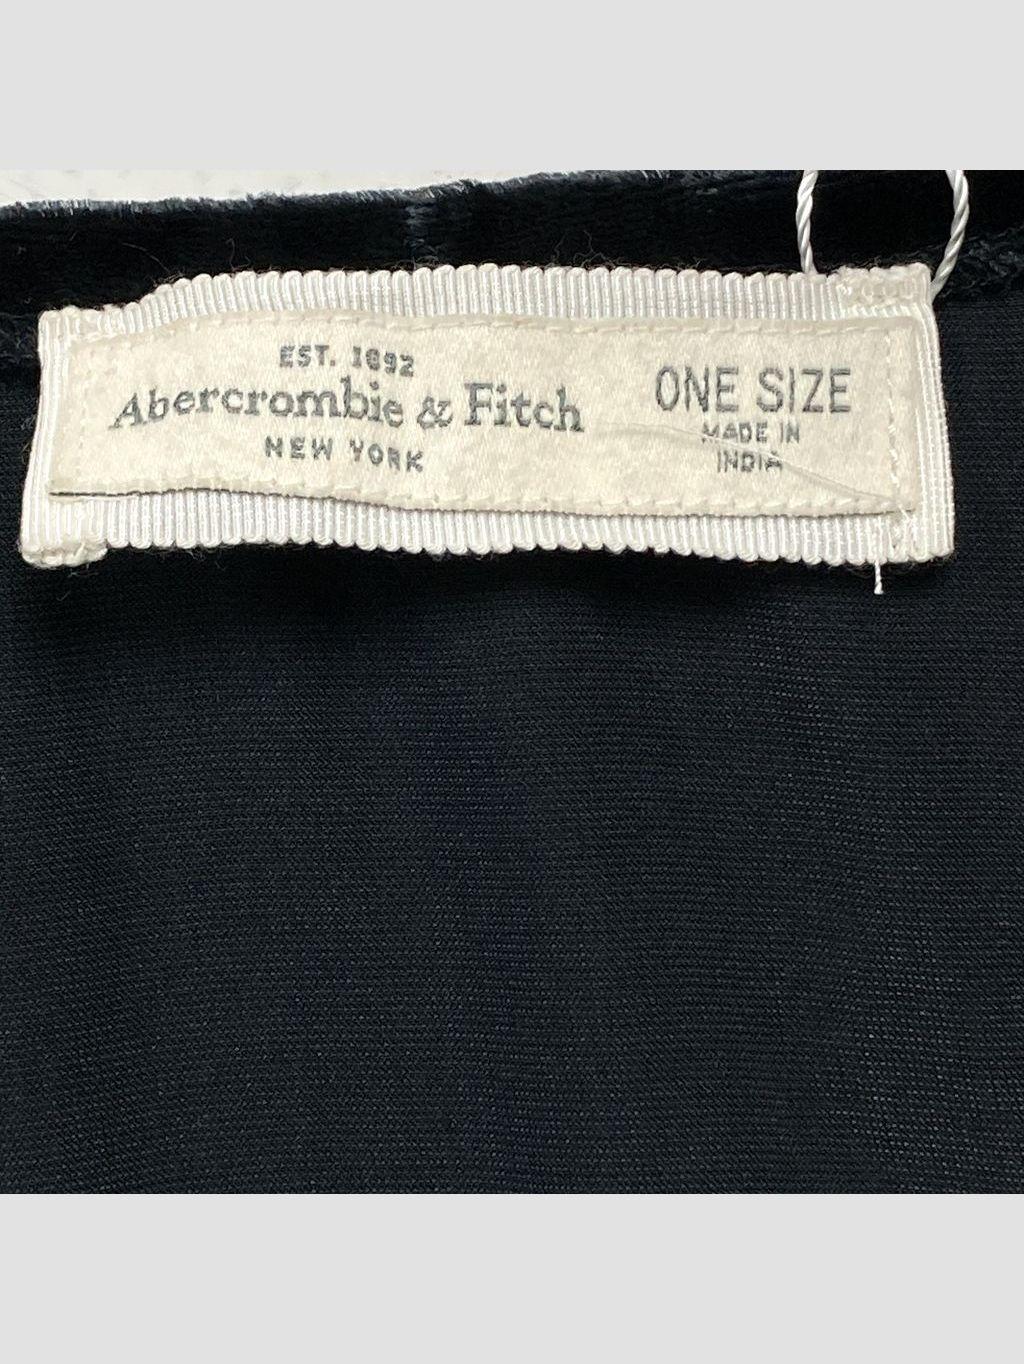 EST. 1892
Abercrombie & Fitch
NEW YORK
ONE SIZE
MADE IN
INDIA